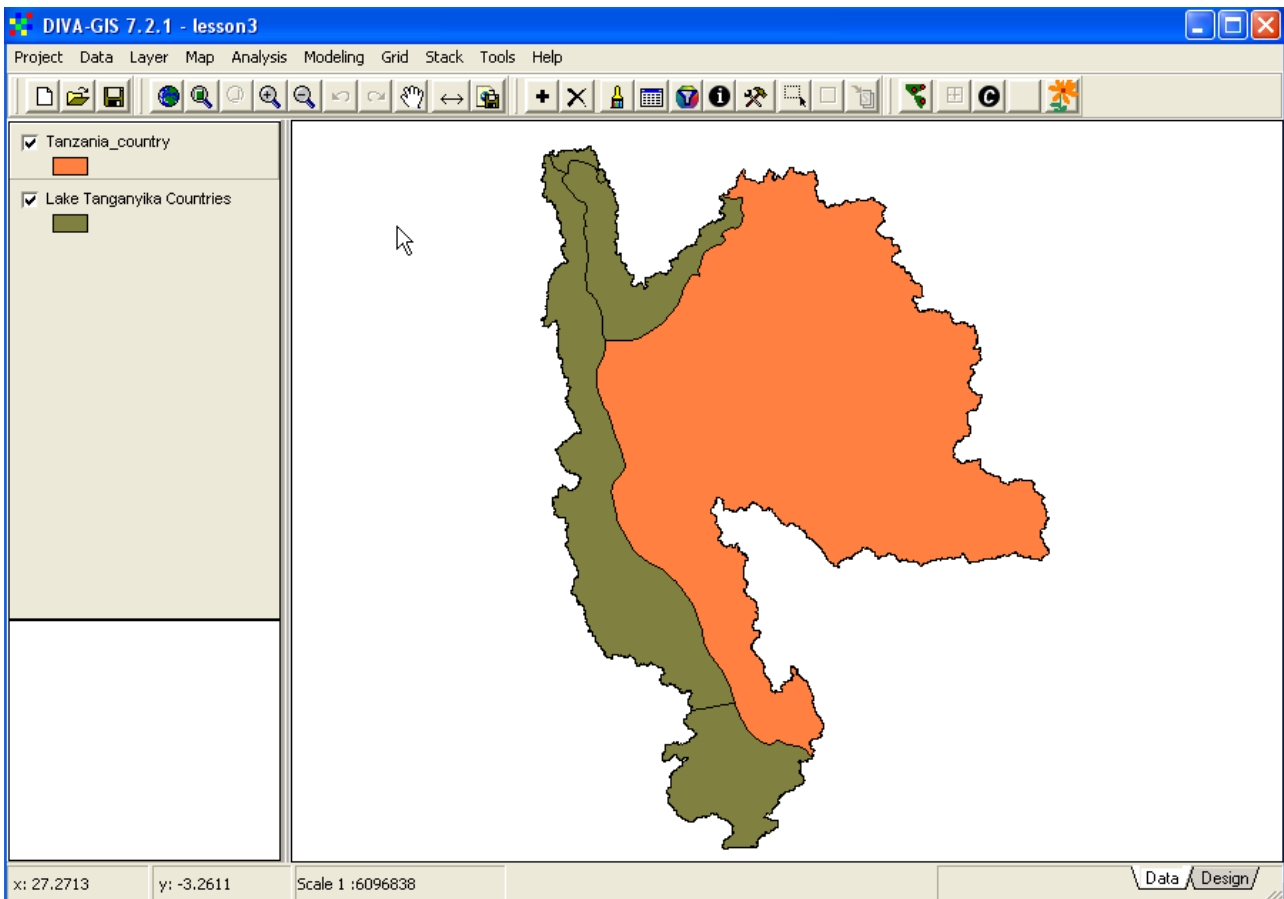 DIVA-GIS 7.2.1 - lesson3
Project Data Layer Map Analysis Modeling Grid Stack Tools Help
Tanzania_country
Lake Tanganyika Countries
x: 27.2713 y: -3.2611 Scale 1 :6096838 Data Design